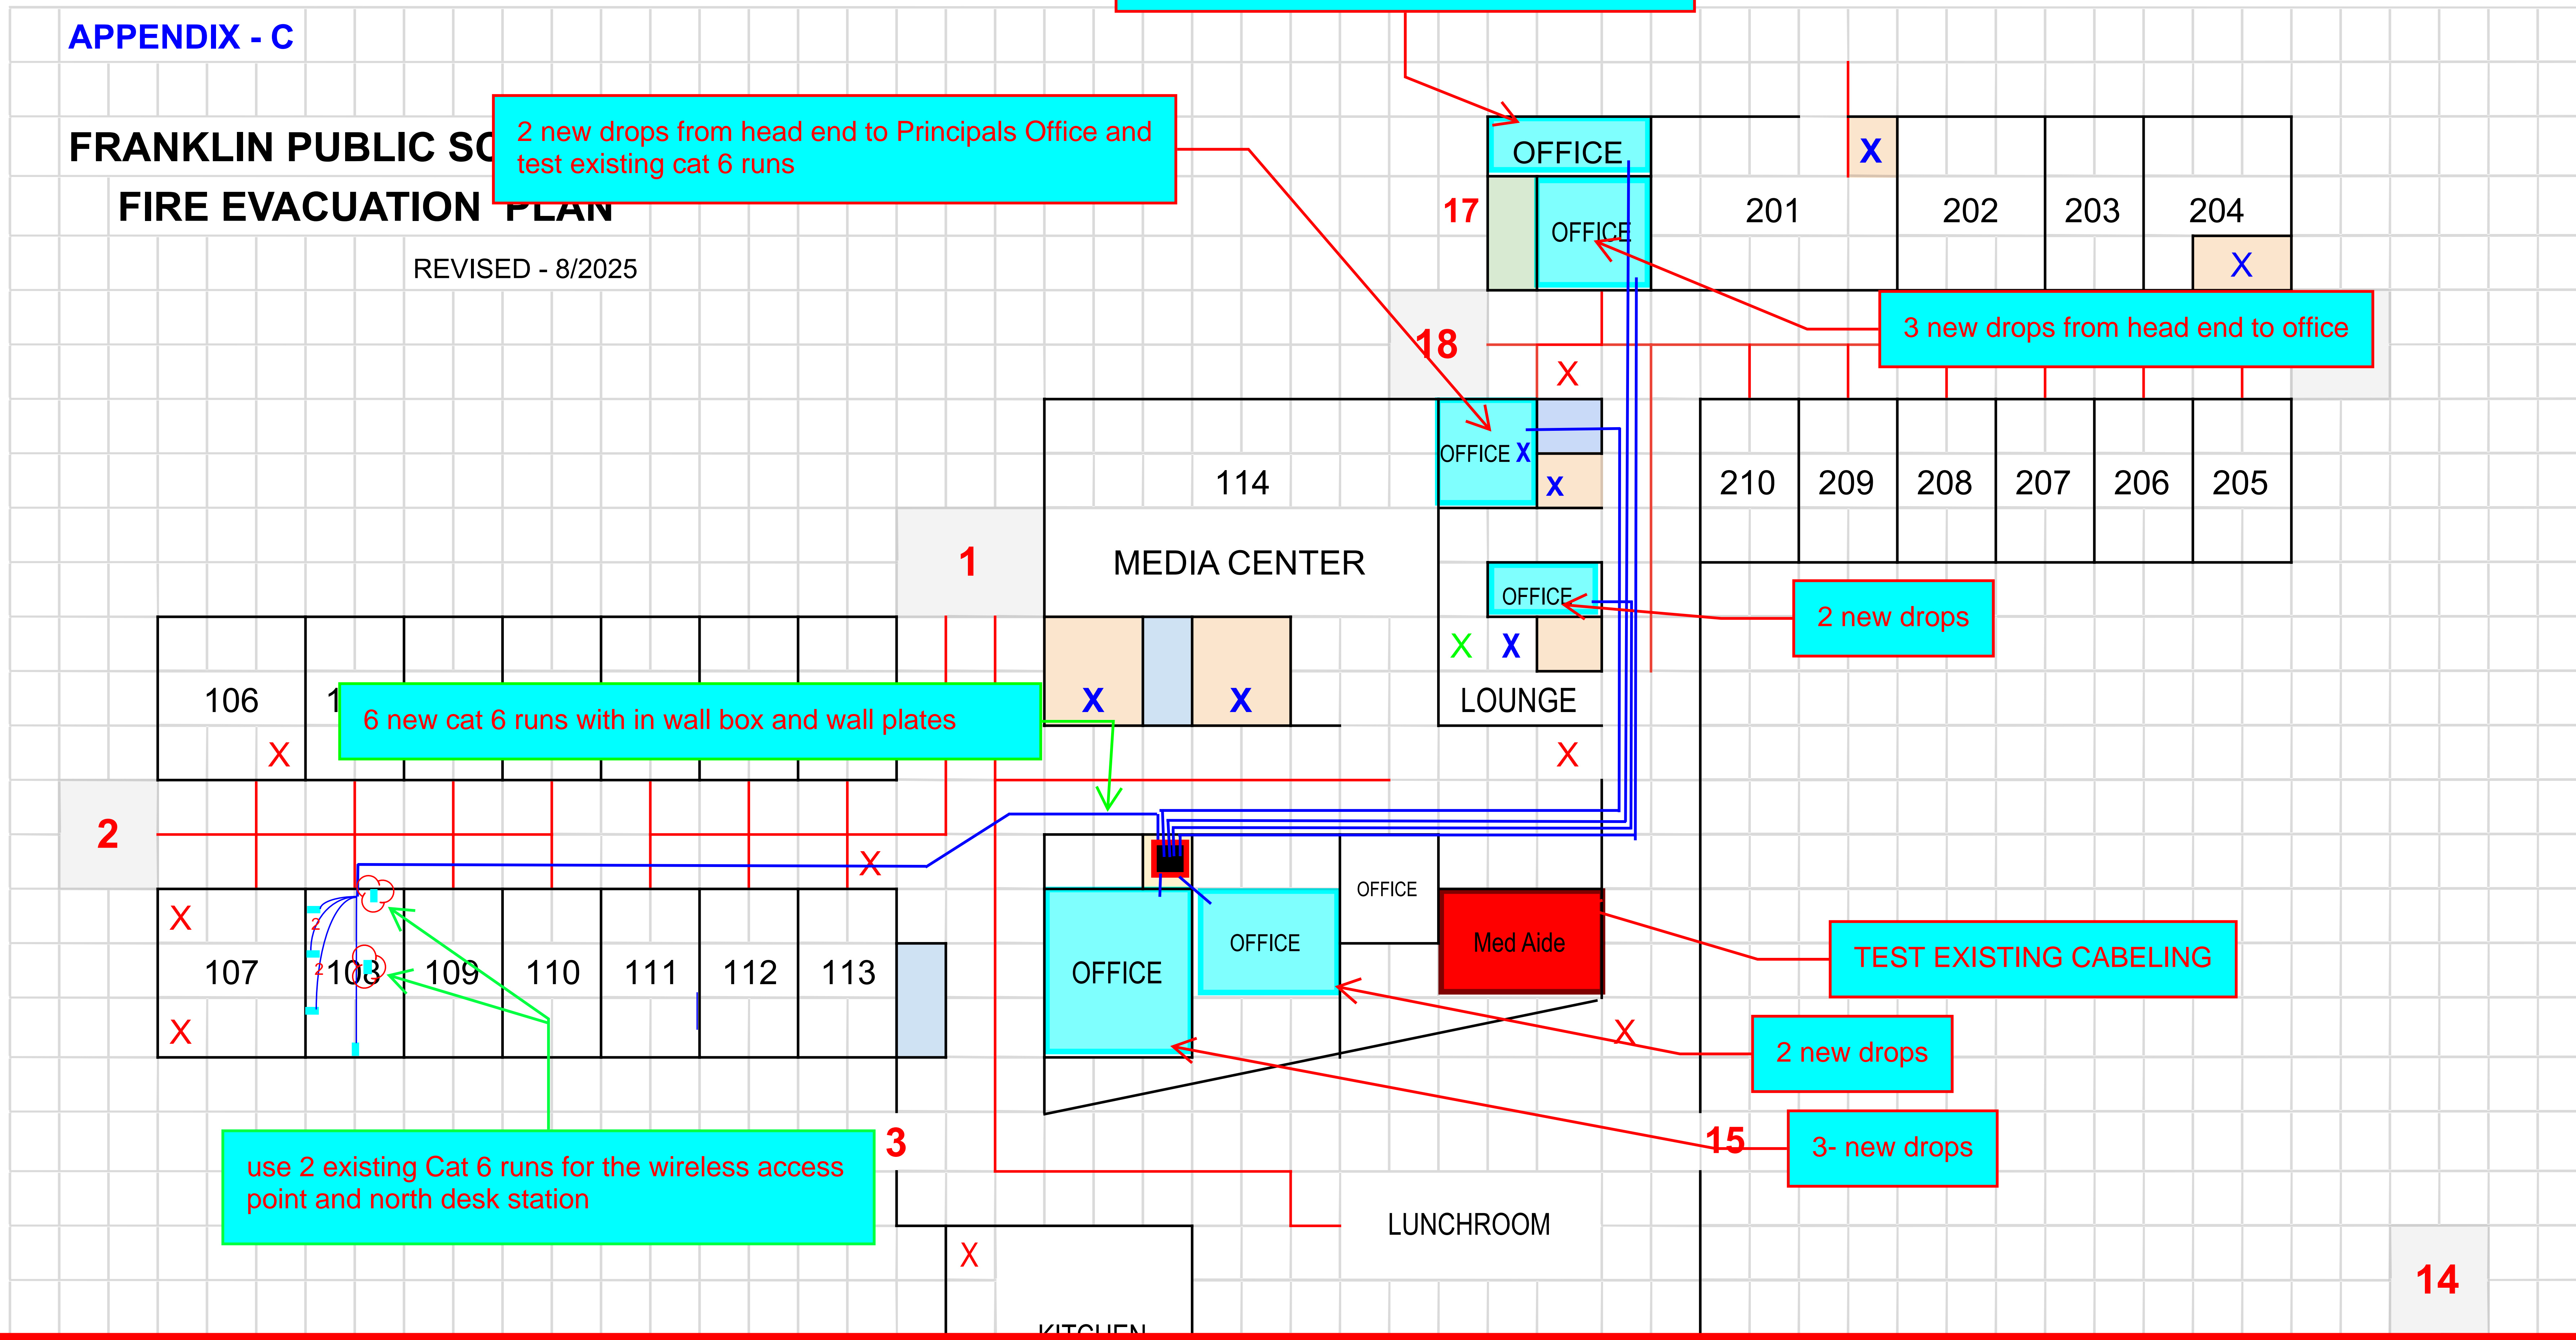 APPENDIX - C
FRANKLIN PUBLIC SC
FIRE EVACUATION PLAN
REVISED - 8/2025
2 new drops from head end to Principals Office and
test existing cat 6 runs
OFFICE
X
17
OFFICE
201
202
203
204
X
18
3 new drops from head end to office
X
OFFICE X
X
114
210
209
208
207
206
205
1
MEDIA CENTER
OFFICE
2 new drops
X X
106
1
X
X
LOUNGE
6 new cat 6 runs with in wall box and wall plates
X
X
2
X
OFFICE
X
2
107
2
108
109
110
111
112
113
OFFICE
OFFICE
Med Aide
TEST EXISTING CABELING
X
X
2 new drops
3
15
3- new drops
use 2 existing Cat 6 runs for the wireless access
point and north desk station
LUNCHROOM
X
14
KITCHEN